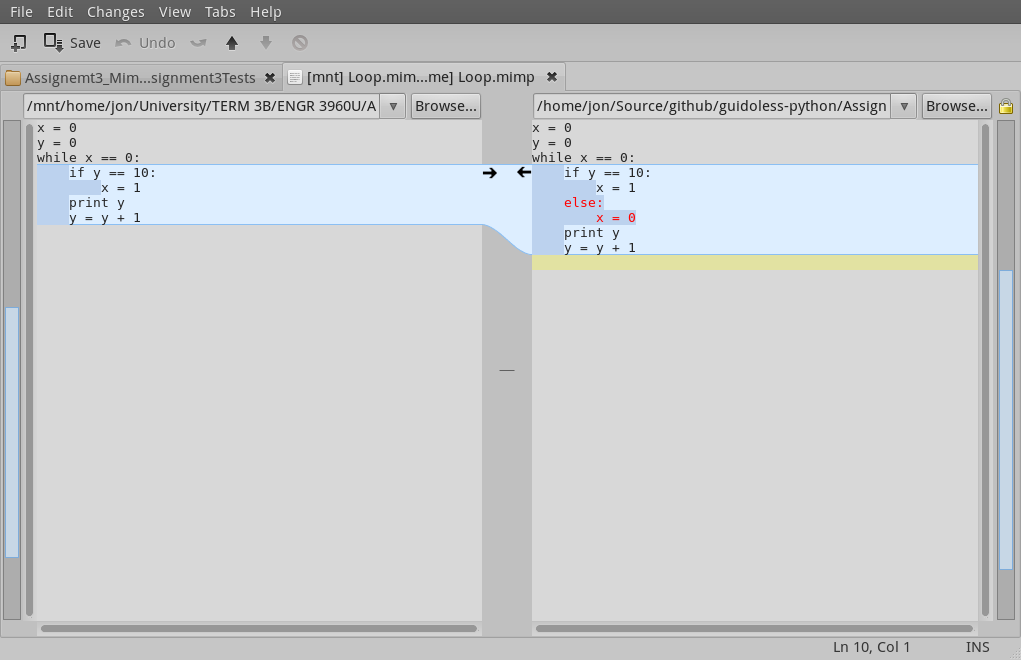 File Edit Changes View Tabs Help
Save Undo
Assignemt3_Mim...signment3Tests [mnt] Loop.mim...me] Loop.mimp
/mnt/home/jon/University/TERM 3B/ENGR 3960U/A Browse... /home/jon/Source/github/guidoless-python/Assign Browse...
x = 0
y = 0
while x == 0:
    if y == 10:
        x = 1
    print y
    y = y + 1
x = 0
y = 0
while x == 0:
    if y == 10:
        x = 1
    else:
        x = 0
    print y
    y = y + 1
Ln 10, Col 1 INS